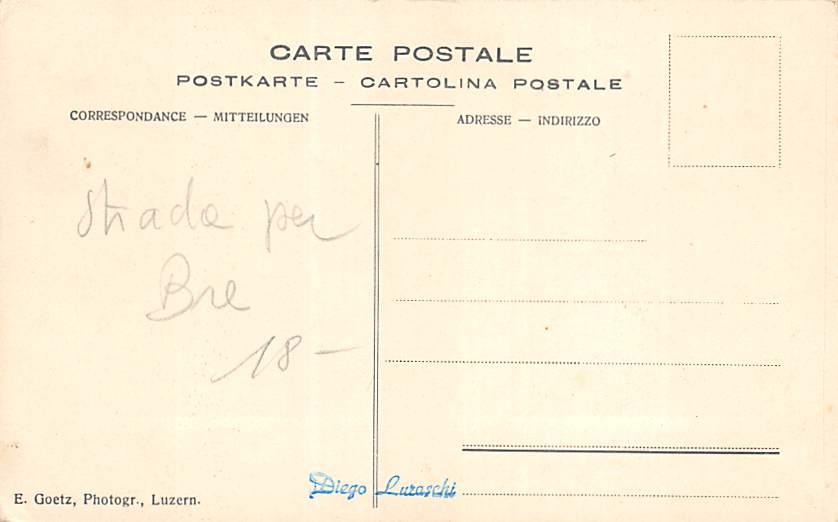 CARTE POSTALE
POSTKARTE – CARTOLINA POSTALE
CORRESPONDANCE — MITTEILUNGEN
ADRESSE — INDIRIZZO
Strada per
Bre
18 –
Diego Luraschi
E. Goetz, Photogr., Luzern.